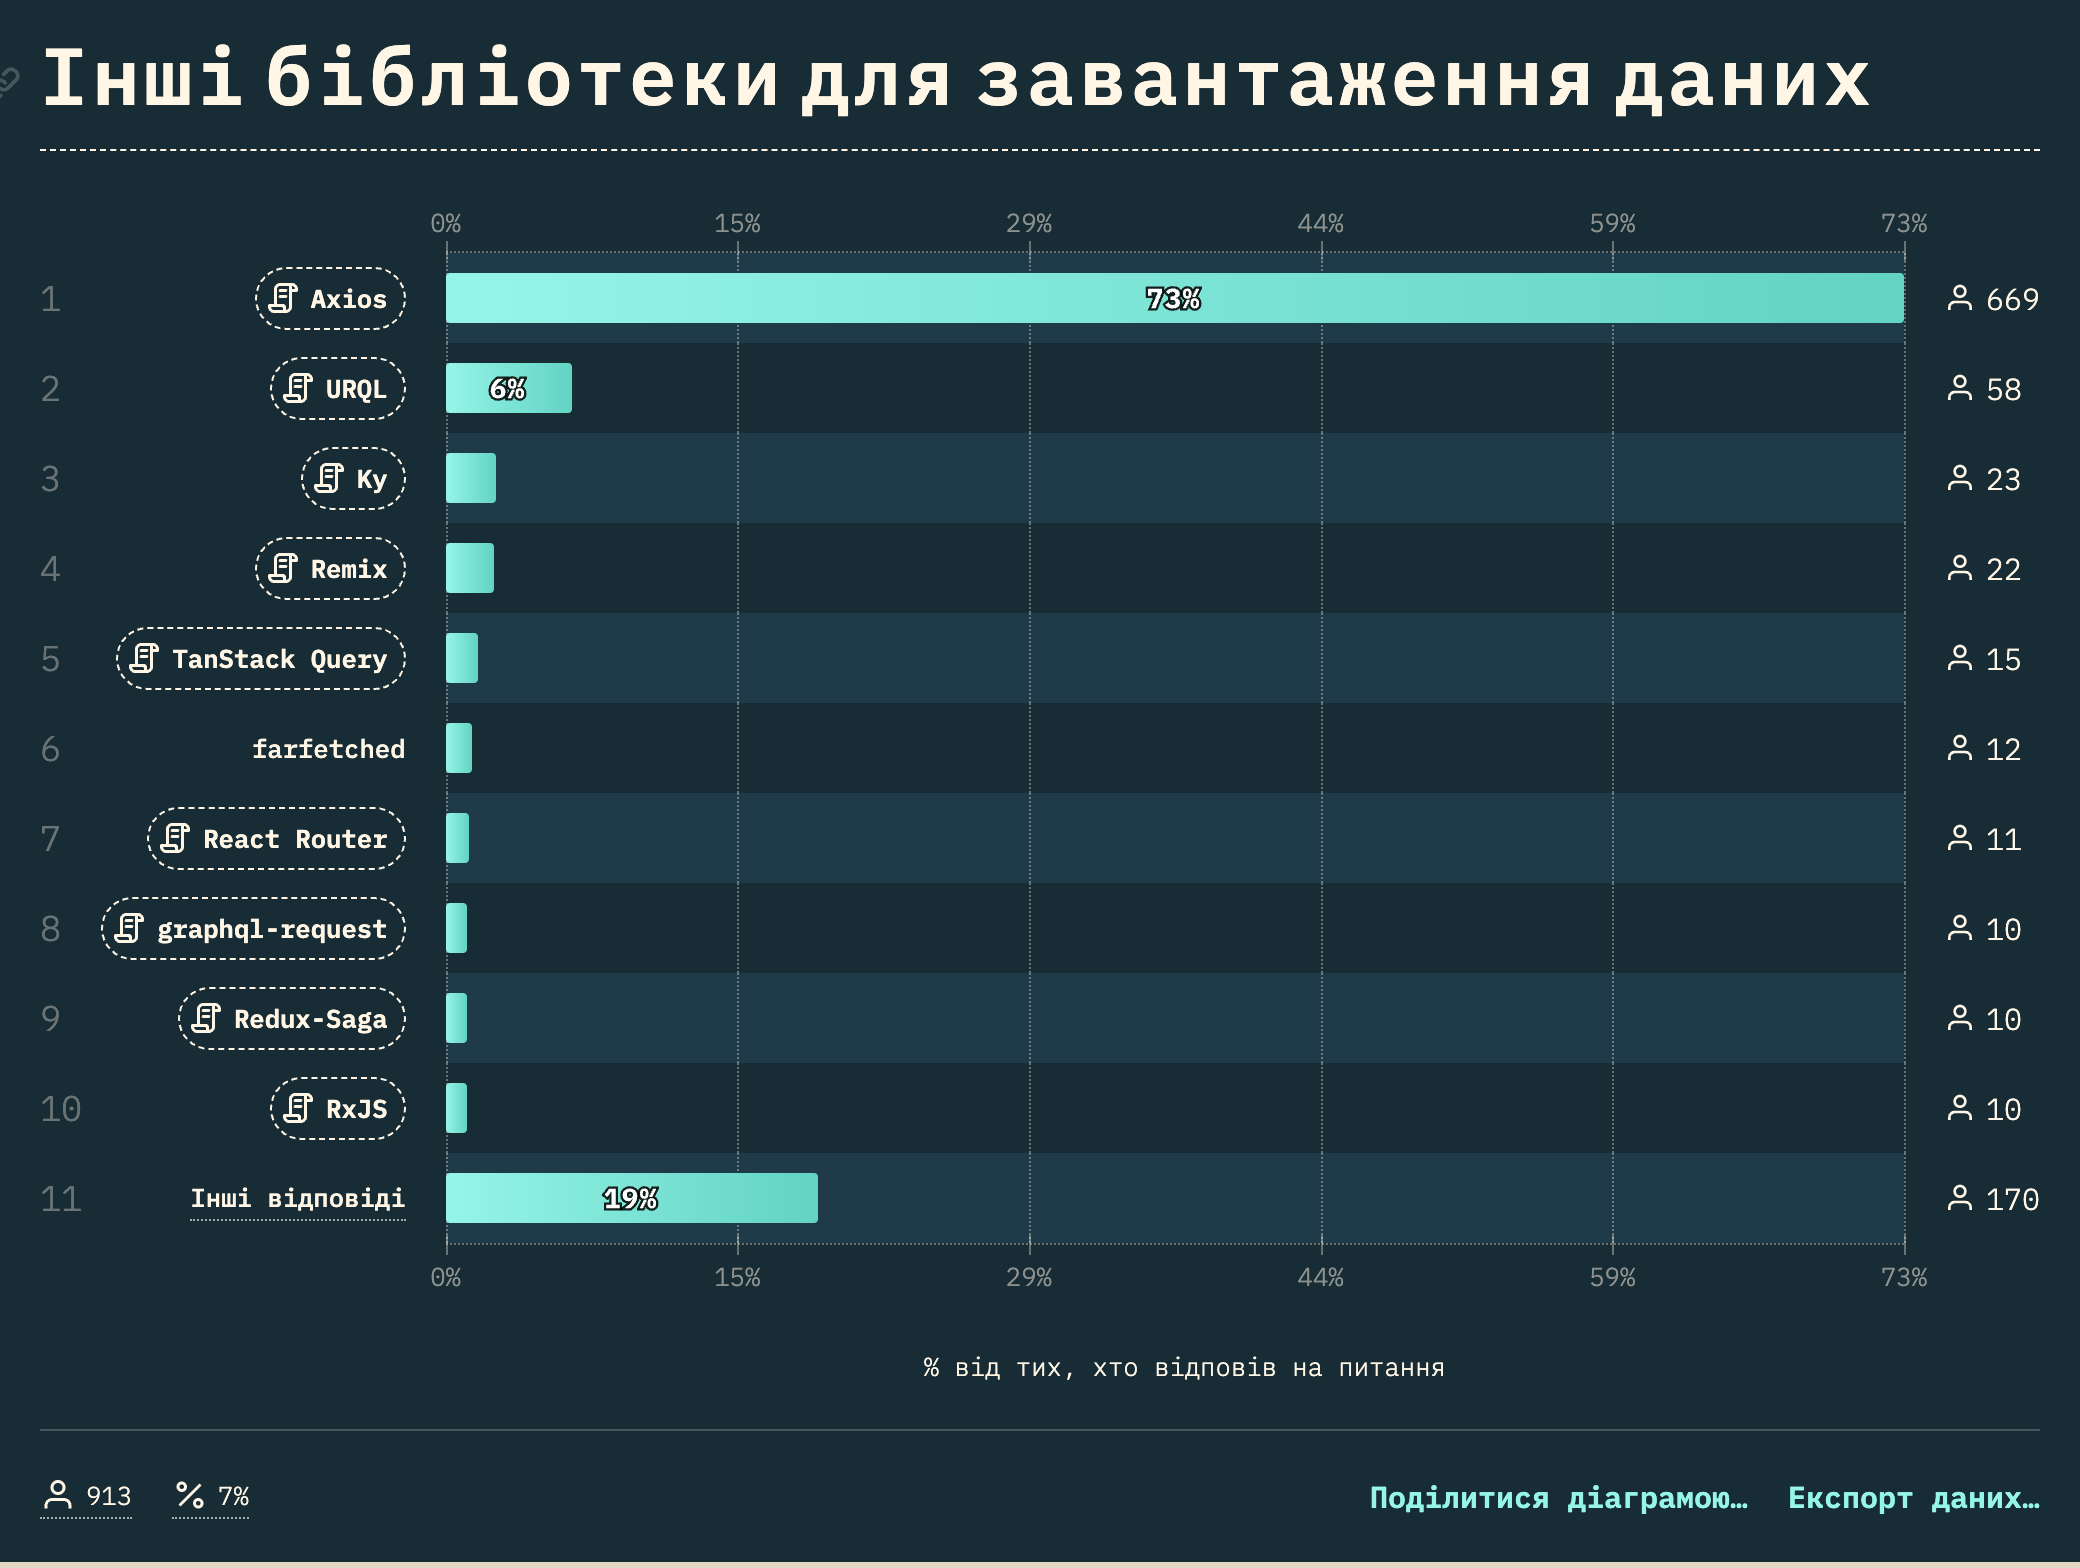 Інші бібліотеки для завантаження даних
0% 15% 29% 44% 59% 73%
1 Axios 73% 669
2 URQL 6% 58
3 Ky 23
4 Remix 22
5 TanStack Query 15
6 farfetched 12
7 React Router 11
8 graphql-request 10
9 Redux-Saga 10
10 RxJS 10
11 Інші відповіді 19% 170
0% 15% 29% 44% 59% 73%
% від тих, хто відповів на питання
913 7% Поділитися діаграмою… Експорт даних…